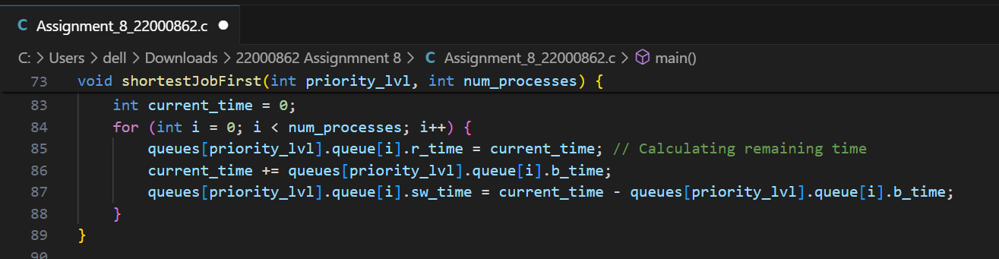 C Assignment_8_22000862.c ●
C: > Users > dell > Downloads > 22000862 Assignmnent 8 > C Assignment_8_22000862.c > main()
73 void shortestJobFirst(int priority_lvl, int num_processes) {
83 int current_time = 0;
84 for (int i = 0; i < num_processes; i++) {
85 queues[priority_lvl].queue[i].r_time = current_time; // Calculating remaining time
86 current_time += queues[priority_lvl].queue[i].b_time;
87 queues[priority_lvl].queue[i].sw_time = current_time - queues[priority_lvl].queue[i].b_time;
88 }
89 }
90